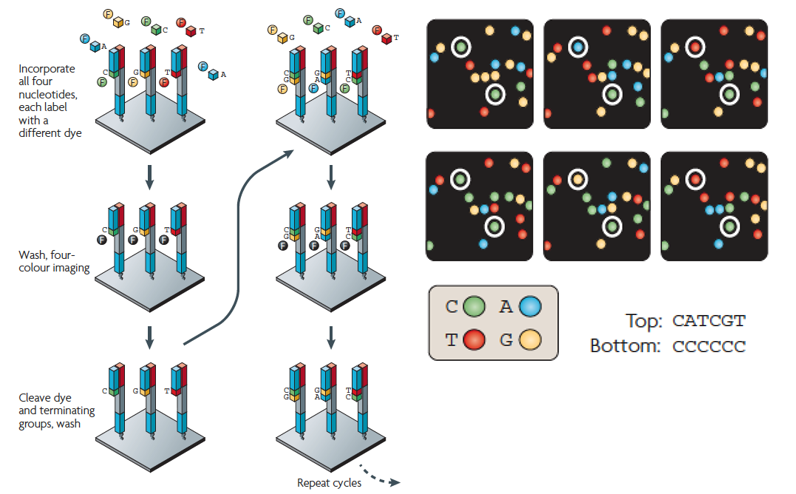 F G
F C
F T
F A
F A
C G T
F F F
Incorporate
all four
nucleotides,
each label
with a
different dye
C G T
F F F
Wash, four-
colour imaging
C G T
Cleave dye
and terminating
groups, wash
F G
F C
F A
F T
C G T
G A C
F F F
C G T
G A C
F F F
C G T
G A C
Repeat cycles
C A
T G
Top: CATCGT
Bottom: CCCCCC